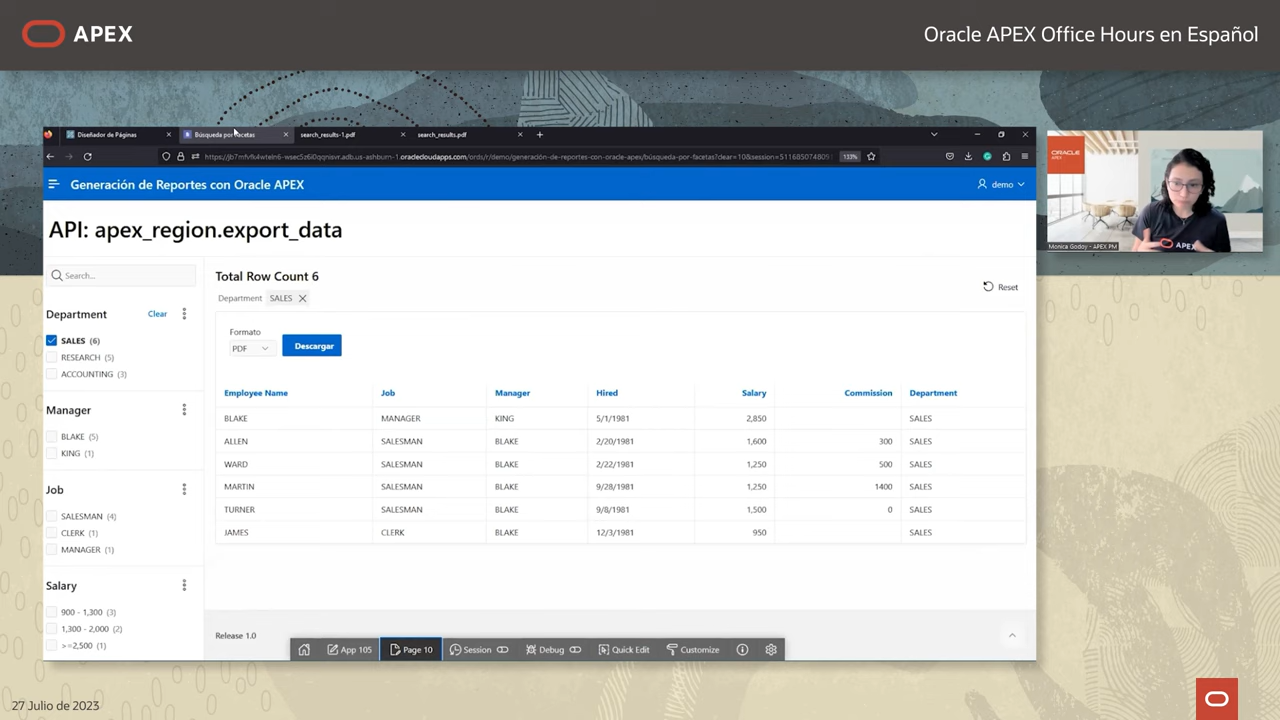 APEX
Oracle APEX Office Hours en Español
Diseñador de Páginas
Búsqueda por facetas
search_results-1.pdf
search_results.pdf
133%
Generación de Reportes con Oracle APEX
demo
API: apex_region.export_data
Search...
Total Row Count 6
Reset
Department SALES
Department Clear
SALES (6)
RESEARCH (5)
ACCOUNTING (3)
Manager
BLAKE (5)
KING (1)
Job
SALESMAN (4)
CLERK (1)
MANAGER (1)
Salary
900 - 1,300 (3)
1,300 - 2,000 (2)
>=2,500 (1)
Formato
PDF
Descargar
Employee Name Job Manager Hired Salary Commission Department
BLAKE MANAGER KING 5/1/1981 2,850 SALES
ALLEN SALESMAN BLAKE 2/20/1981 1,600 300 SALES
WARD SALESMAN BLAKE 2/22/1981 1,250 500 SALES
MARTIN SALESMAN BLAKE 9/28/1981 1,250 1400 SALES
TURNER SALESMAN BLAKE 9/8/1981 1,500 0 SALES
JAMES CLERK BLAKE 12/3/1981 950 SALES
Release 1.0
App 105 Page 10 Session Debug Quick Edit Customize
ORACLE
APEX
APEX
Monica Godoy - APEX PM
27 Julio de 2023